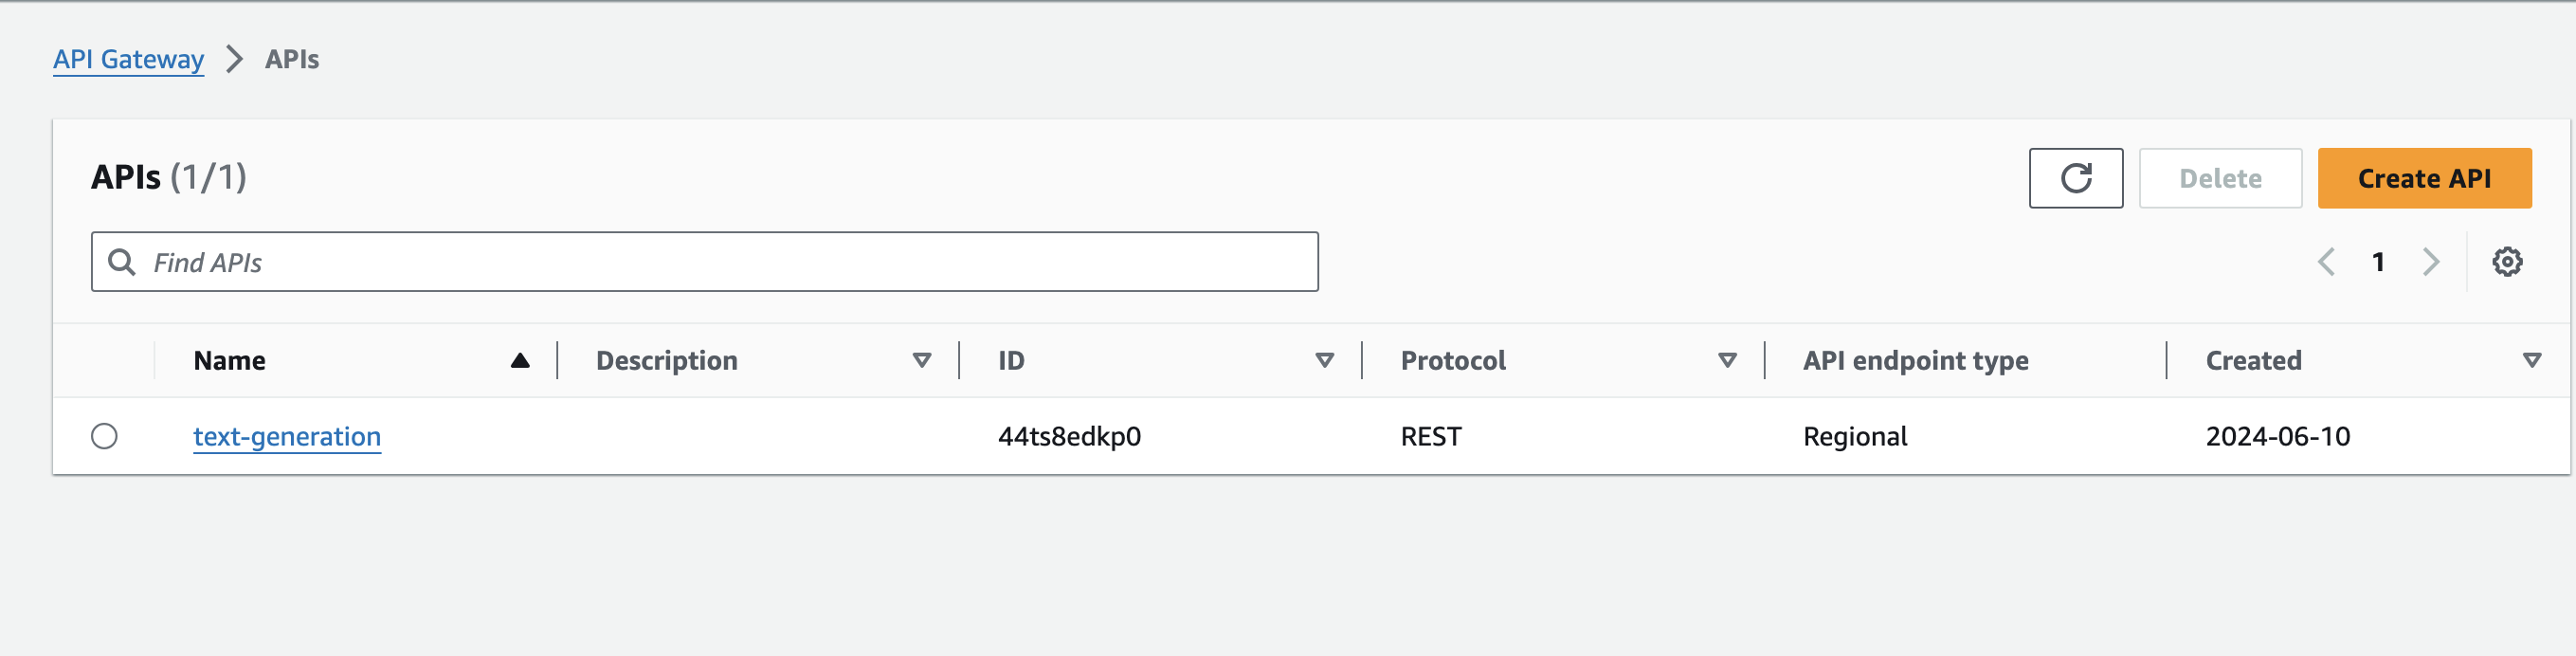 API Gateway > APIs
APIs (1/1)
Delete
Create API
Find APIs
1
Name Description ID Protocol API endpoint type Created
text-generation 44ts8edkp0 REST Regional 2024-06-10